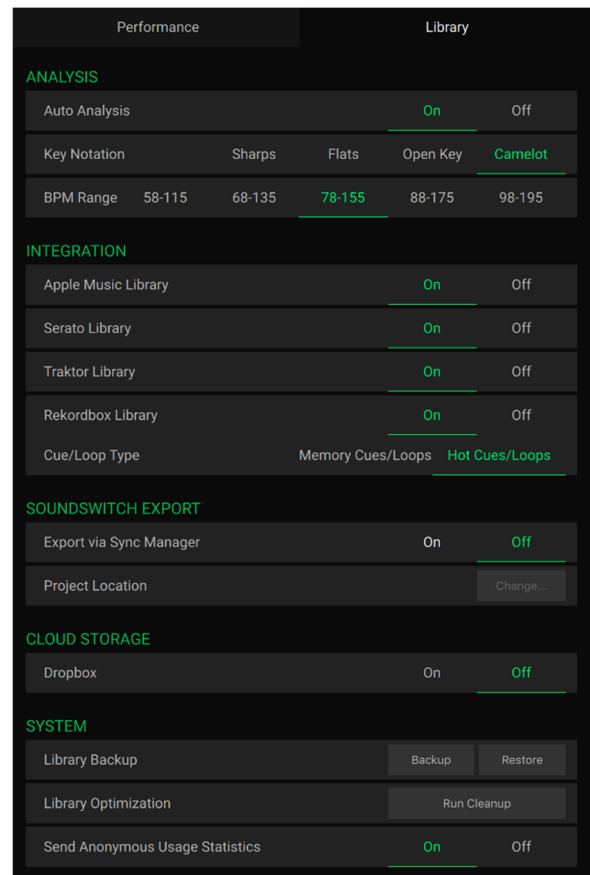 Performance Library
ANALYSIS
Auto Analysis On Off
Key Notation Sharps Flats Open Key Camelot
BPM Range 58-115 68-135 78-155 88-175 98-195
INTEGRATION
Apple Music Library On Off
Serato Library On Off
Traktor Library On Off
Rekordbox Library On Off
Cue/Loop Type Memory Cues/Loops Hot Cues/Loops
SOUNDSWITCH EXPORT
Export via Sync Manager On Off
Project Location Change...
CLOUD STORAGE
Dropbox On Off
SYSTEM
Library Backup Backup Restore
Library Optimization Run Cleanup
Send Anonymous Usage Statistics On Off